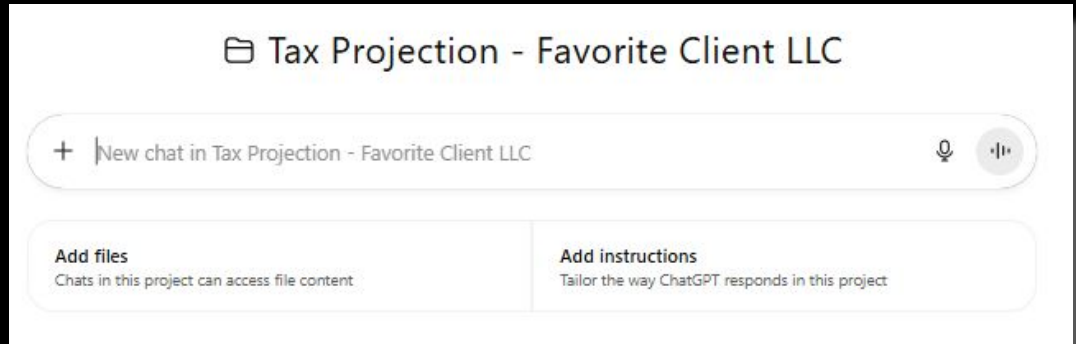 Tax Projection - Favorite Client LLC
New chat in Tax Projection - Favorite Client LLC
Add files
Chats in this project can access file content
Add instructions
Tailor the way ChatGPT responds in this project